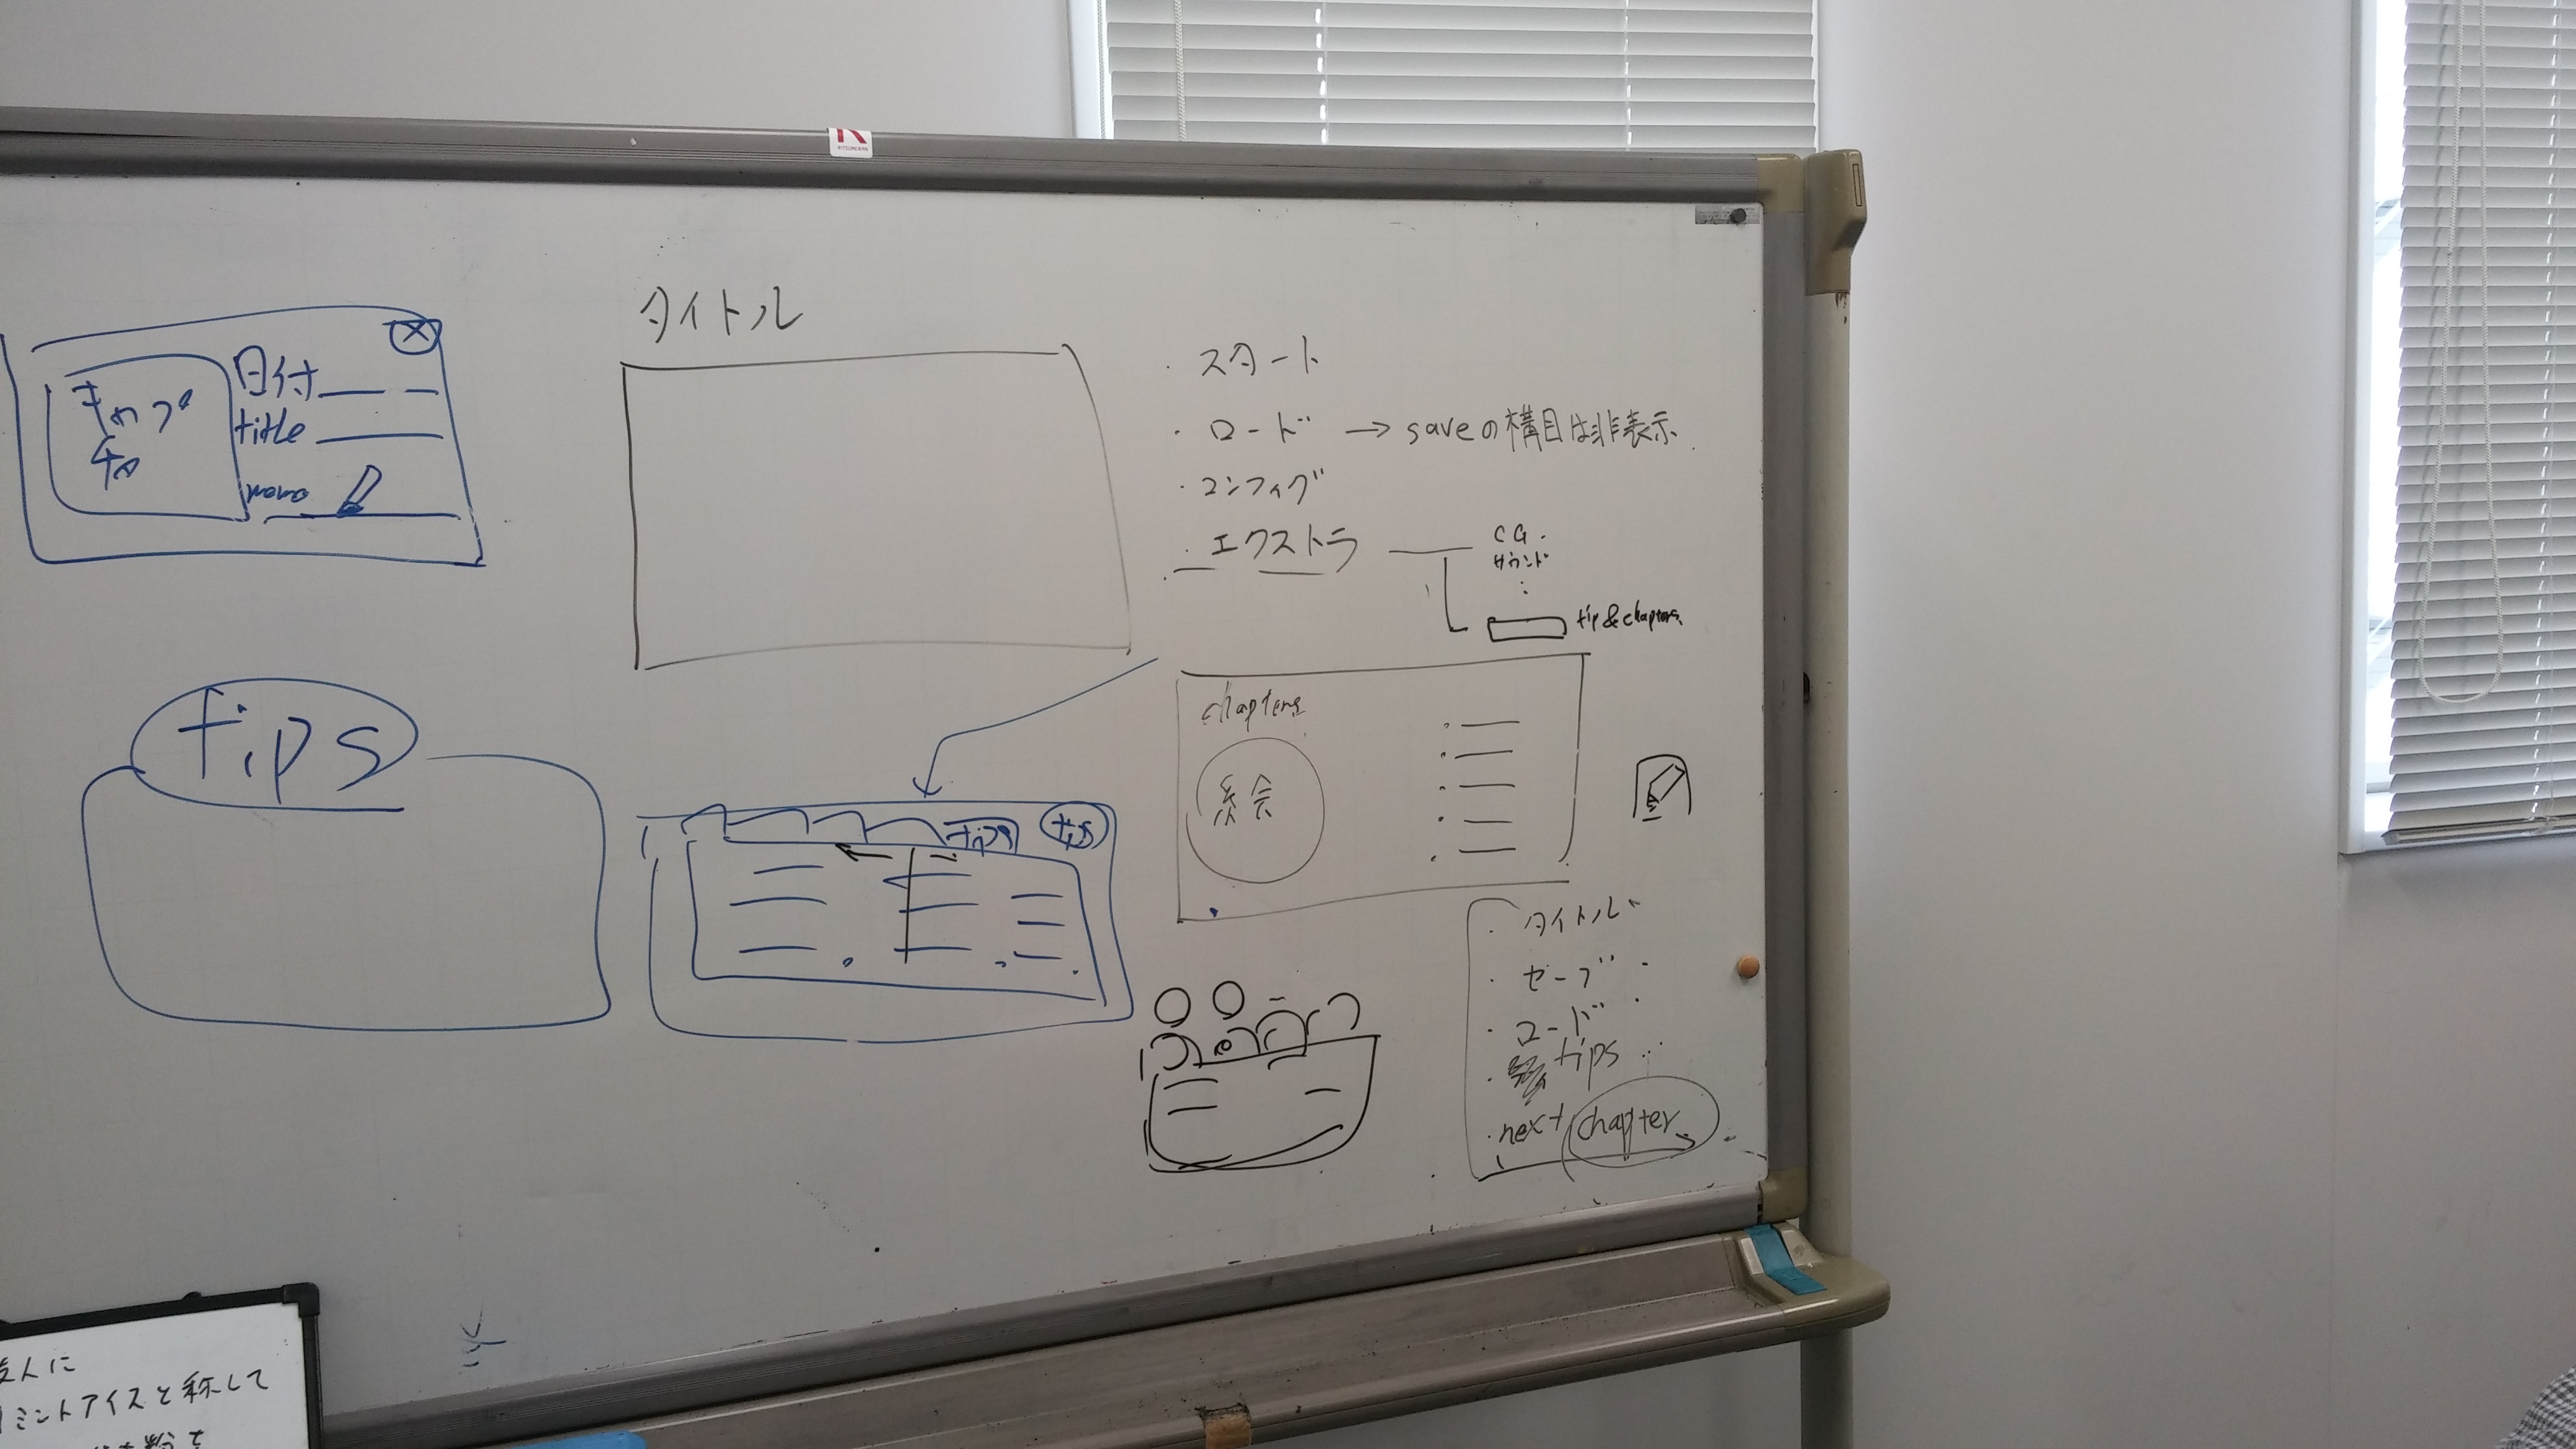 キャプチャ
日付
title
memo
tips
タイトル
・スタート
・ロード → saveの構目は非表示
・コンフィグ
・エクストラ
CG.
サウンド
:
tip & chapters
chapters
絵
tips
tips
・タイトル
・セーブ
・ロード
・tips
・next chapter
RITSUMEIKAN
友人に
ミントアイスと称して
粉を